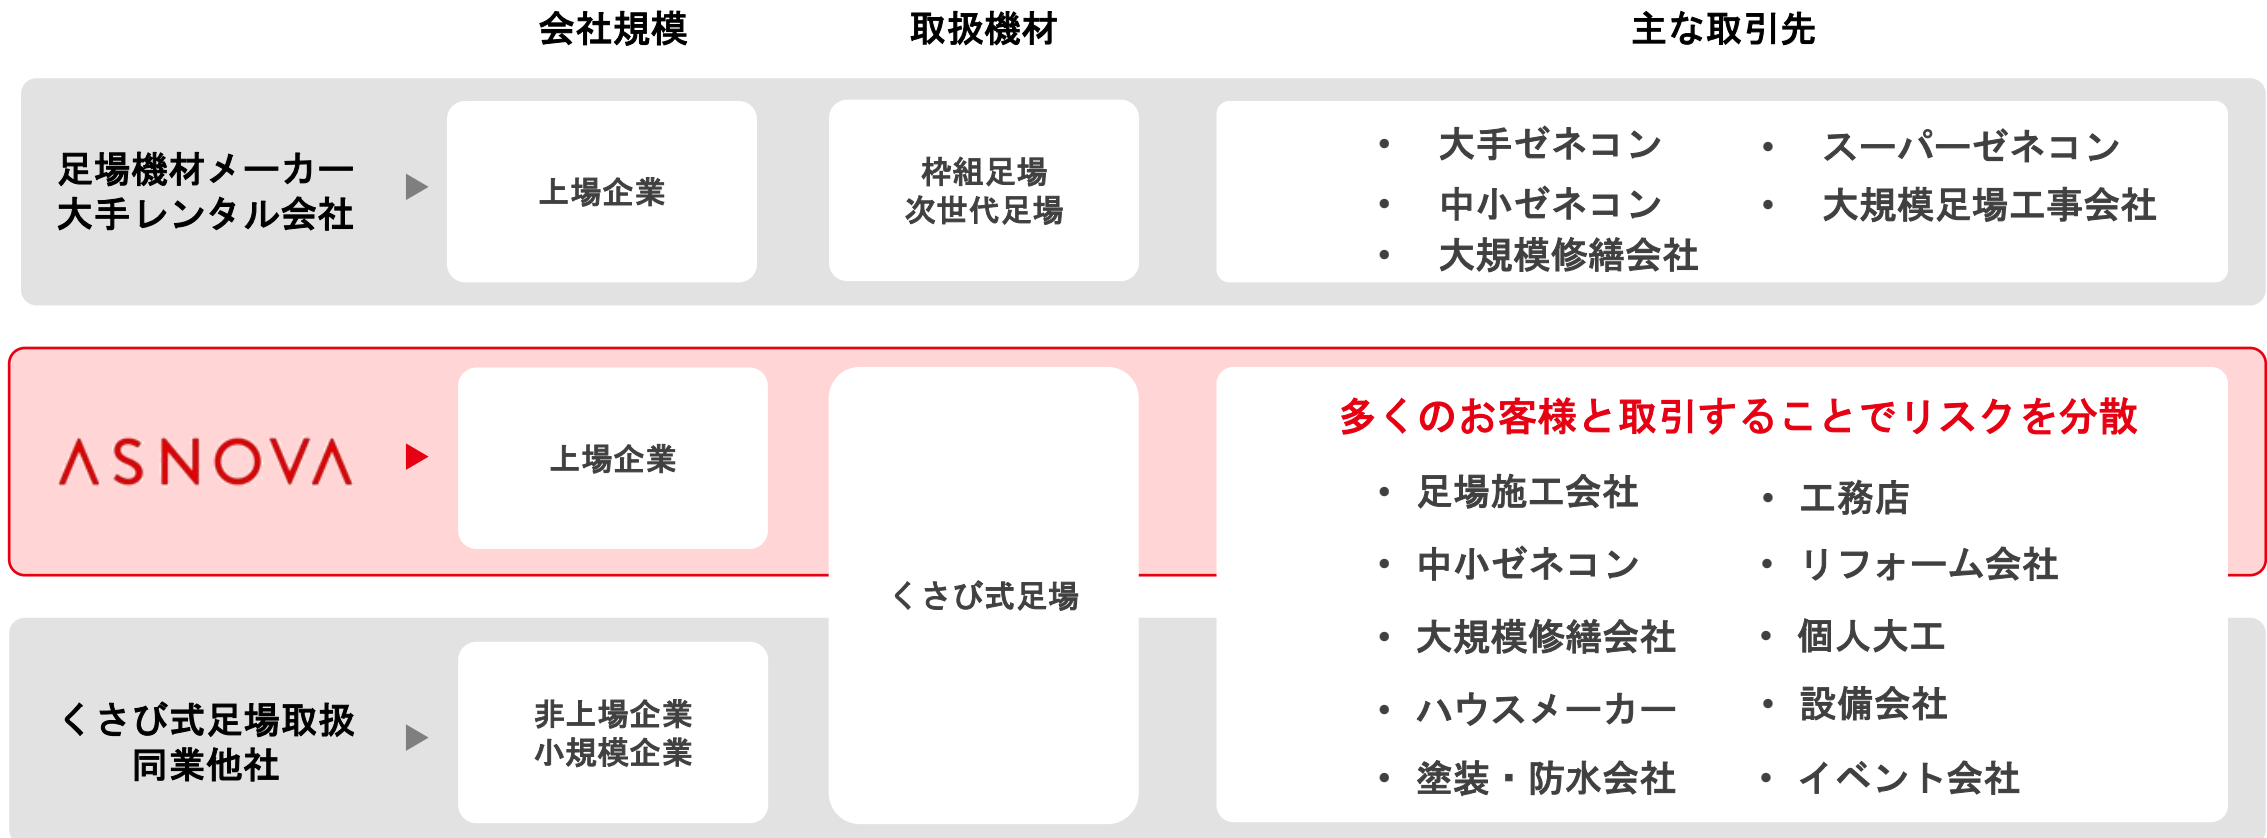 会社規模
取扱機材
主な取引先
足場機材メーカー
大手レンタル会社
上場企業
枠組足場
次世代足場
• 大手ゼネコン
• 中小ゼネコン
• 大規模修繕会社
• スーパーゼネコン
• 大規模足場工事会社
ASNOVA
上場企業
くさび式足場
多くのお客様と取引することでリスクを分散
• 足場施工会社
• 中小ゼネコン
• 大規模修繕会社
• ハウスメーカー
• 塗装・防水会社
• 工務店
• リフォーム会社
• 個人大工
• 設備会社
• イベント会社
くさび式足場取扱
同業他社
非上場企業
小規模企業